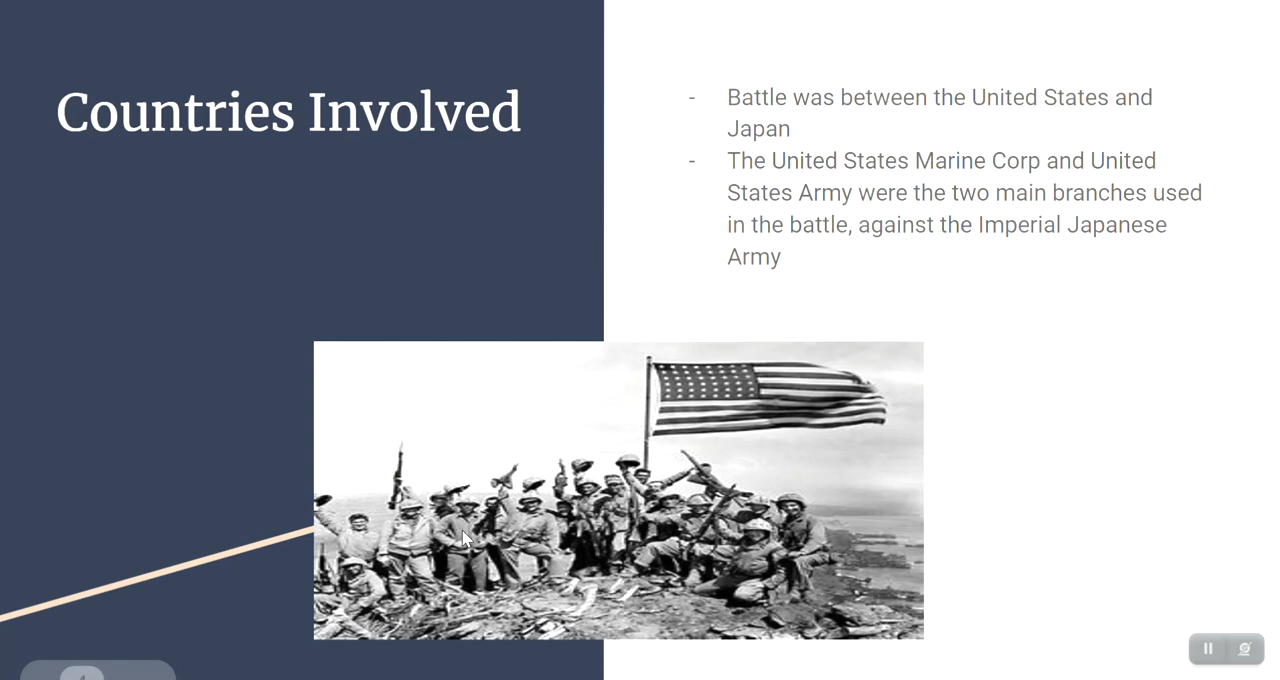 Countries Involved
- Battle was between the United States and
Japan
- The United States Marine Corp and United
States Army were the two main branches used
in the battle, against the Imperial Japanese
Army